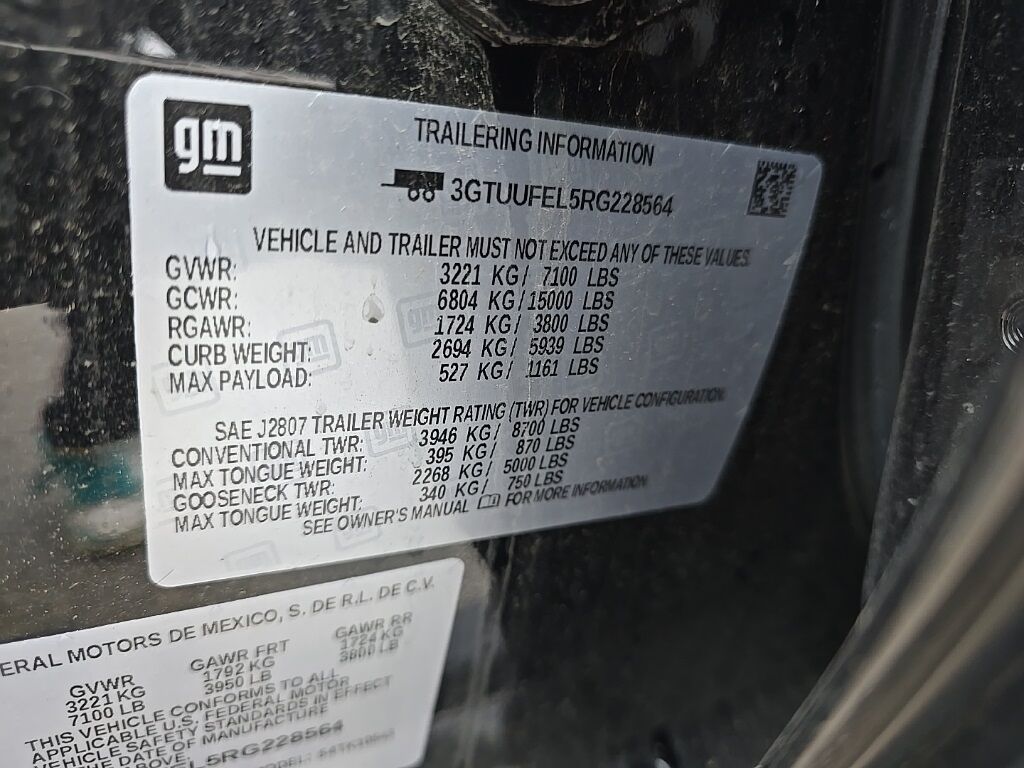 gm
TRAILERING INFORMATION
3GTUUFEL5RG228564
VEHICLE AND TRAILER MUST NOT EXCEED ANY OF THESE VALUES.
GVWR: 3221 KG/ 7100 LBS
GCWR: 6804 KG/15000 LBS
RGAWR: 1724 KG/ 3800 LBS
CURB WEIGHT: 2694 KG/ 5939 LBS
MAX PAYLOAD: 527 KG/ 1161 LBS
SAE J2807 TRAILER WEIGHT RATING (TWR) FOR VEHICLE CONFIGURATION.
CONVENTIONAL TWR: 3946 KG/ 8700 LBS
MAX TONGUE WEIGHT: 395 KG/ 870 LBS
GOOSENECK TWR: 2268 KG/ 5000 LBS
MAX TONGUE WEIGHT: 340 KG/ 750 LBS
SEE OWNER'S MANUAL FOR MORE INFORMATION
ERAL MOTORS DE MEXICO, S. DE R.L. DE C.V.
GVWR GAWR FRT GAWR RR
3221 KG 1792 KG 1724 KG
7100 LB 3950 LB 3800 LB
THIS VEHICLE CONFORMS TO ALL
APPLICABLE U.S. FEDERAL MOTOR
VEHICLE SAFETY STANDARDS IN EFFECT
THE DATE OF MANUFACTURE
ABOVE.
EL5RG228564